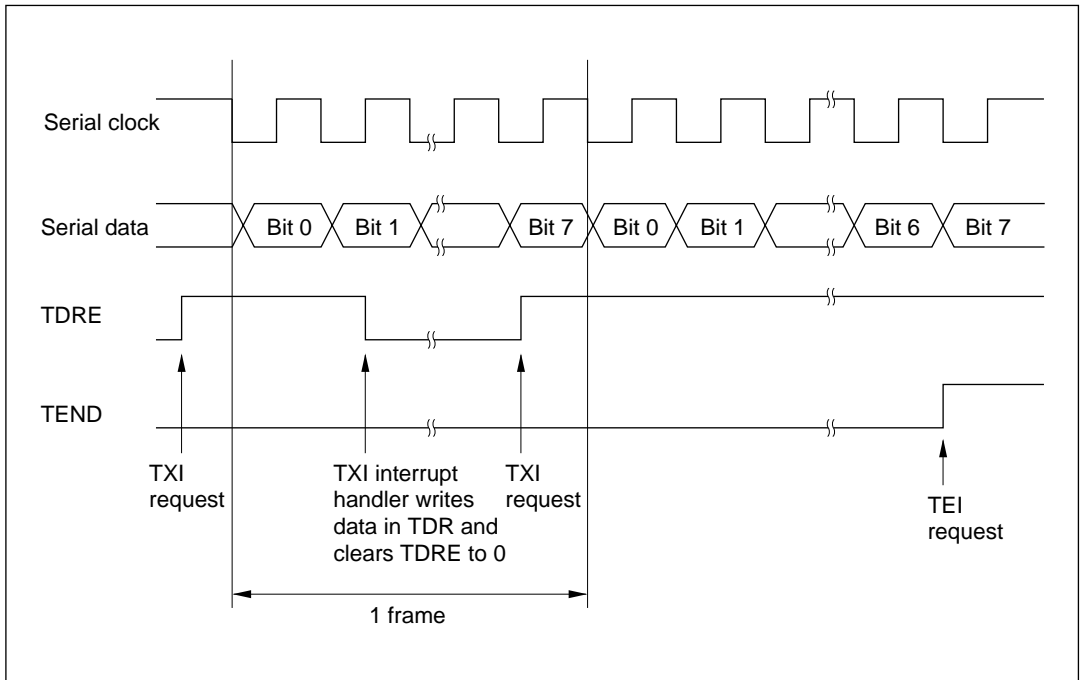 Serial clock
Serial data
Bit 0 Bit 1 Bit 7 Bit 0 Bit 1 Bit 6 Bit 7
TDRE
TEND
TXI
request
TXI interrupt
handler writes
data in TDR and
clears TDRE to 0
TXI
request
TEI
request
1 frame